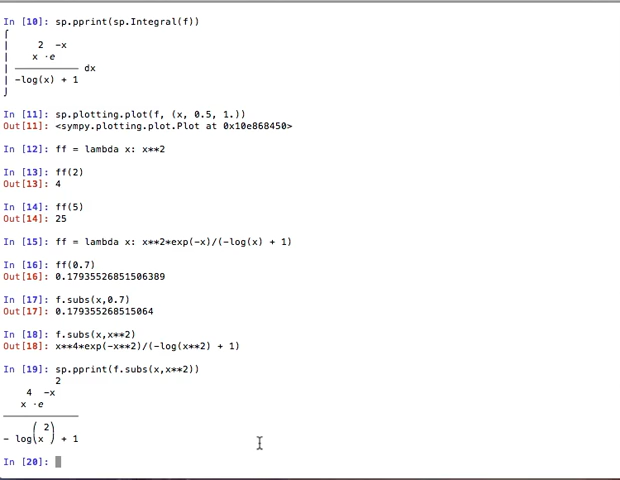 In [10]: sp.pprint(sp.Integral(f))
⌠
⎮      2  -x
⎮     x ⋅e
⎮ ─────────── dx
⎮ -log(x) + 1
⌡
In [11]: sp.plotting.plot(f, (x, 0.5, 1.))
Out[11]: <sympy.plotting.plot.Plot at 0x10e868450>
In [12]: ff = lambda x: x**2
In [13]: ff(2)
Out[13]: 4
In [14]: ff(5)
Out[14]: 25
In [15]: ff = lambda x: x**2*exp(-x)/(-log(x) + 1)
In [16]: ff(0.7)
Out[16]: 0.17935526851506389
In [17]: f.subs(x,0.7)
Out[17]: 0.179355268515064
In [18]: f.subs(x,x**2)
Out[18]: x**4*exp(-x**2)/(-log(x**2) + 1)
In [19]: sp.pprint(f.subs(x,x**2))
          2
    4  -x
   x ⋅e
─────────────
     ⎛ 2⎞
- log⎝x ⎠ + 1
In [20]: